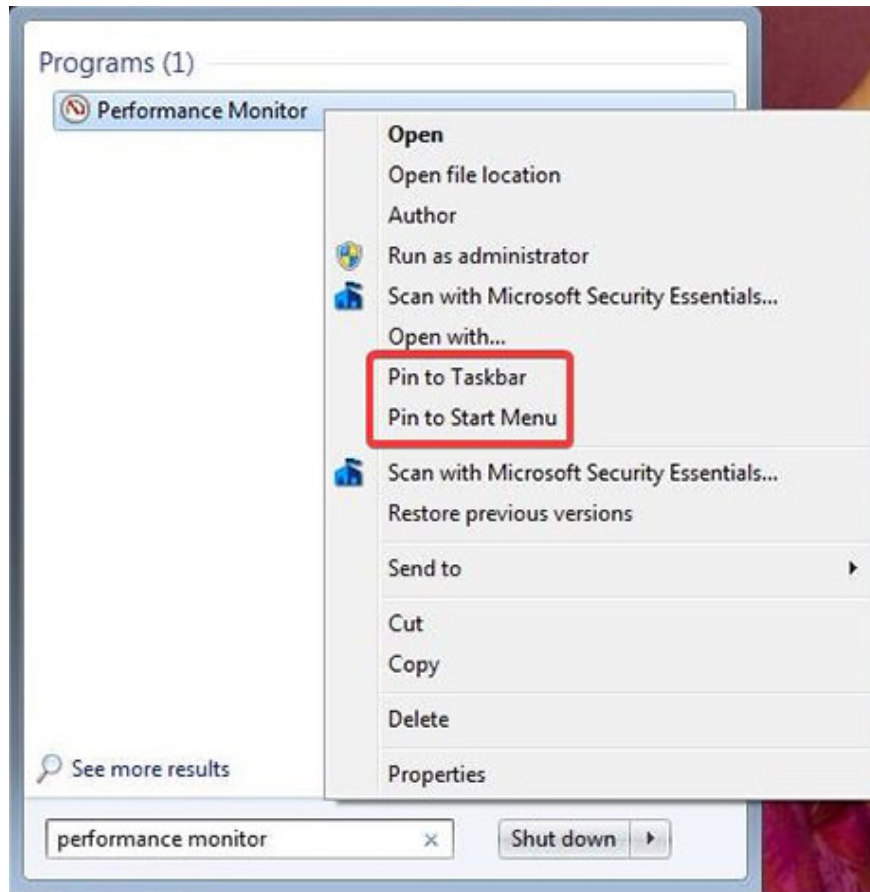 Programs (1)
Performance Monitor
Open
Open file location
Author
Run as administrator
Scan with Microsoft Security Essentials...
Open with...
Pin to Taskbar
Pin to Start Menu
Scan with Microsoft Security Essentials...
Restore previous versions
Send to
Cut
Copy
Delete
Properties
See more results
performance monitor
Shut down